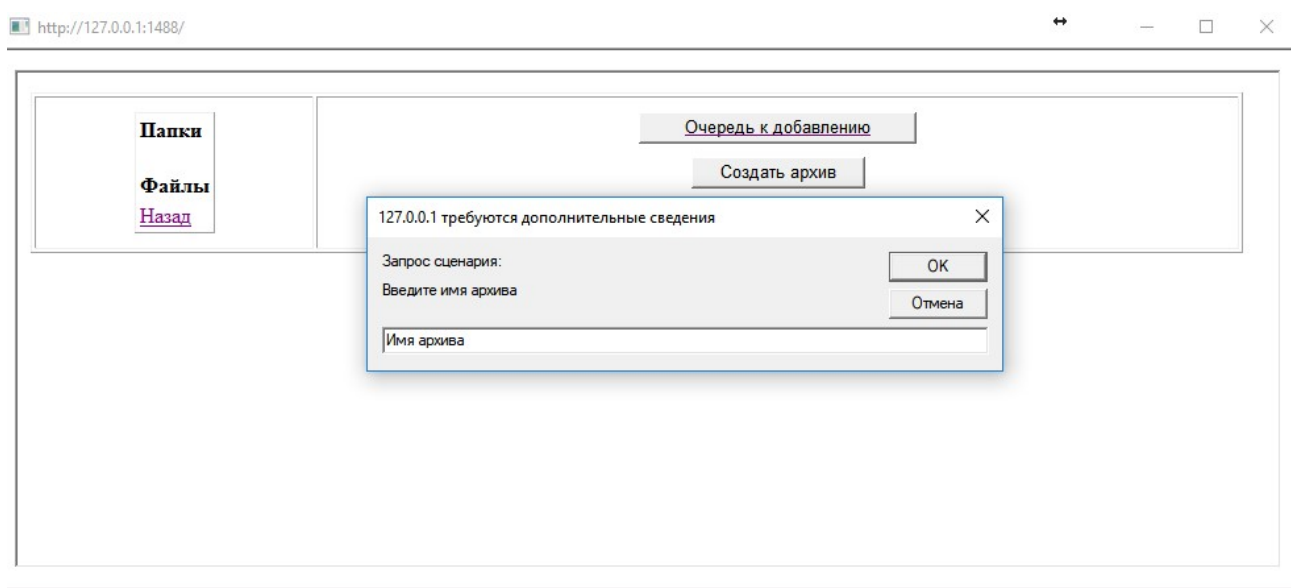 http://127.0.0.1:1488/
Папки
Файлы
Назад
Очередь к добавлению
Создать архив
127.0.0.1 требуются дополнительные сведения
Запрос сценария:
Введите имя архива
OK
Отмена
Имя архива